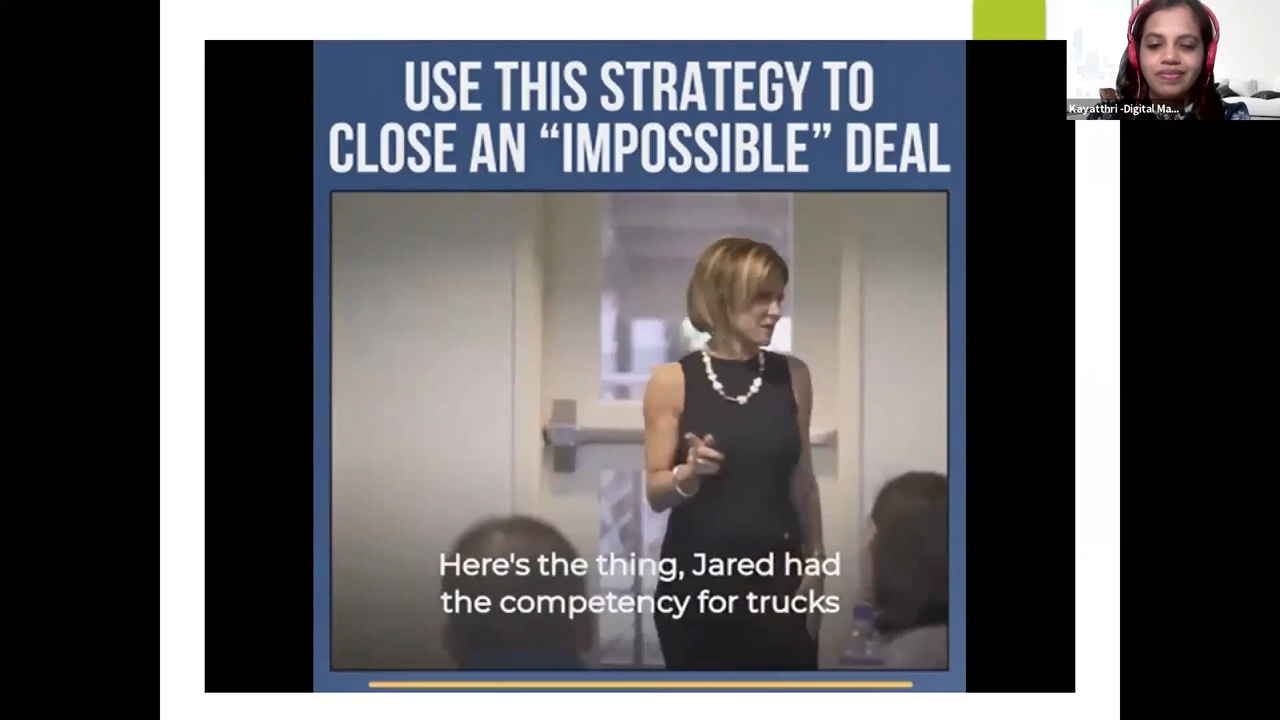 USE THIS STRATEGY TO
CLOSE AN “IMPOSSIBLE” DEAL
Kayatthri -Digital Ma...
Here's the thing, Jared had
the competency for trucks